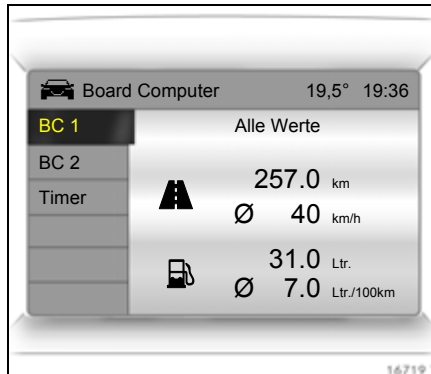 Board Computer 19,5° 19:36
BC 1
Alle Werte
BC 2
Timer
257.0 km
Ø 40 km/h
31.0 Ltr.
Ø 7.0 Ltr./100km
16719